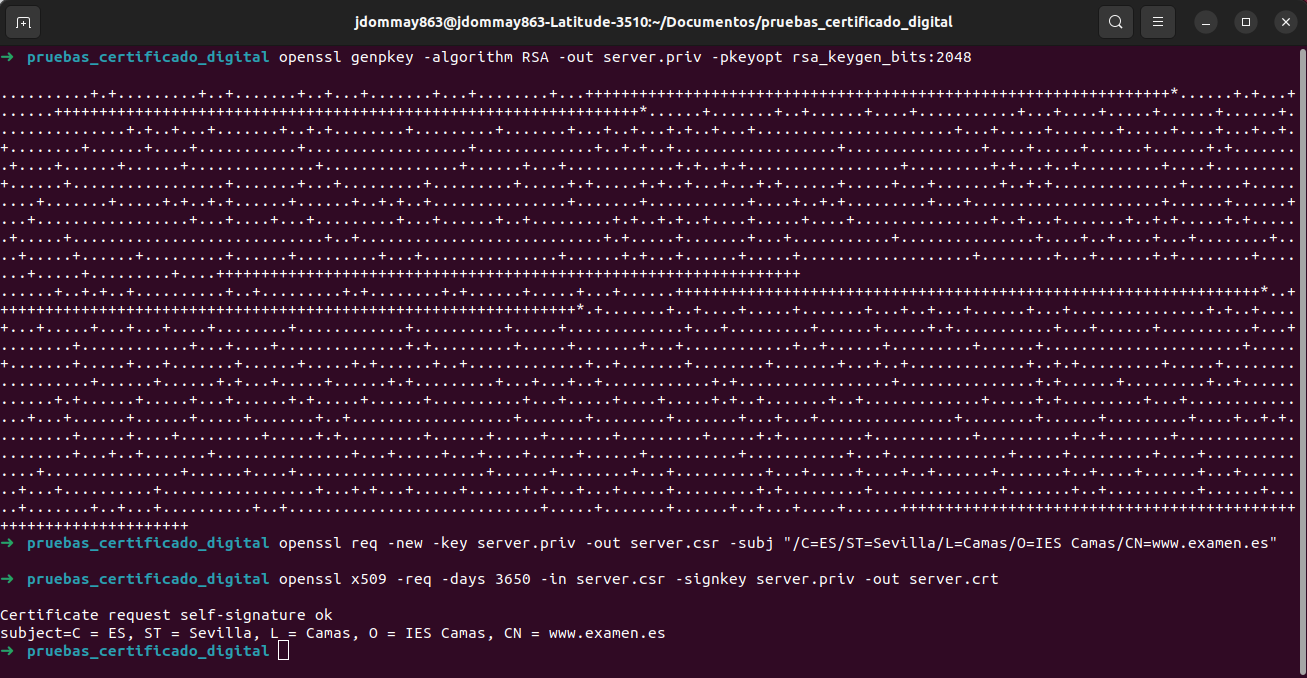 jdommay863@jdommay863-Latitude-3510:~/Documentos/pruebas_certificado_digital
→ pruebas_certificado_digital openssl genpkey -algorithm RSA -out server.priv -pkeyopt rsa_keygen_bits:2048
→ pruebas_certificado_digital openssl req -new -key server.priv -out server.csr -subj "/C=ES/ST=Sevilla/L=Camas/O=IES Camas/CN=www.examen.es"
→ pruebas_certificado_digital openssl x509 -req -days 3650 -in server.csr -signkey server.priv -out server.crt
Certificate request self-signature ok
subject=C = ES, ST = Sevilla, L = Camas, O = IES Camas, CN = www.examen.es
→ pruebas_certificado_digital